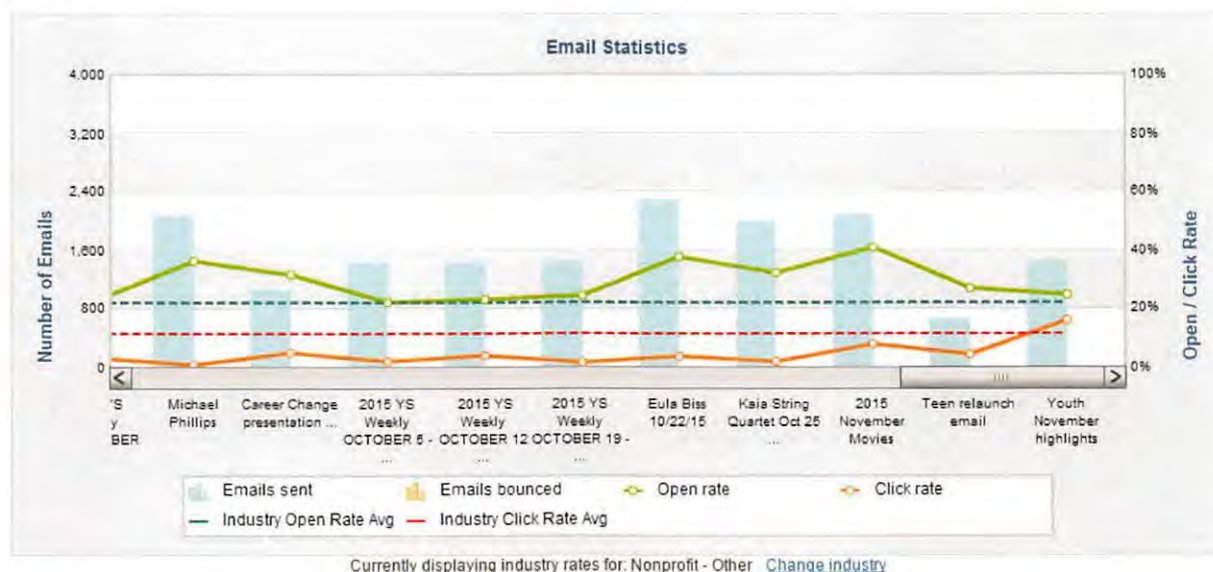 Email Statistics
4,000
3,200
2,400
1,600
800
0
Number of Emails
100%
80%
60%
40%
20%
0%
Open / Click Rate
'S
y
BER
Michael
Phillips
Career Change
presentation ...
2015 YS
Weekly
OCTOBER 5 -
...
2015 YS
Weekly
OCTOBER 12
...
2015 YS
Weekly
OCTOBER 19 -
...
Eula Biss
10/22/15
Kaia String
Quartet Oct 25
...
2015
November
Movies
Teen relaunch
email
Youth
November
highlights
Emails sent
Emails bounced
Open rate
Click rate
Industry Open Rate Avg
Industry Click Rate Avg
Currently displaying industry rates for: Nonprofit - Other Change industry